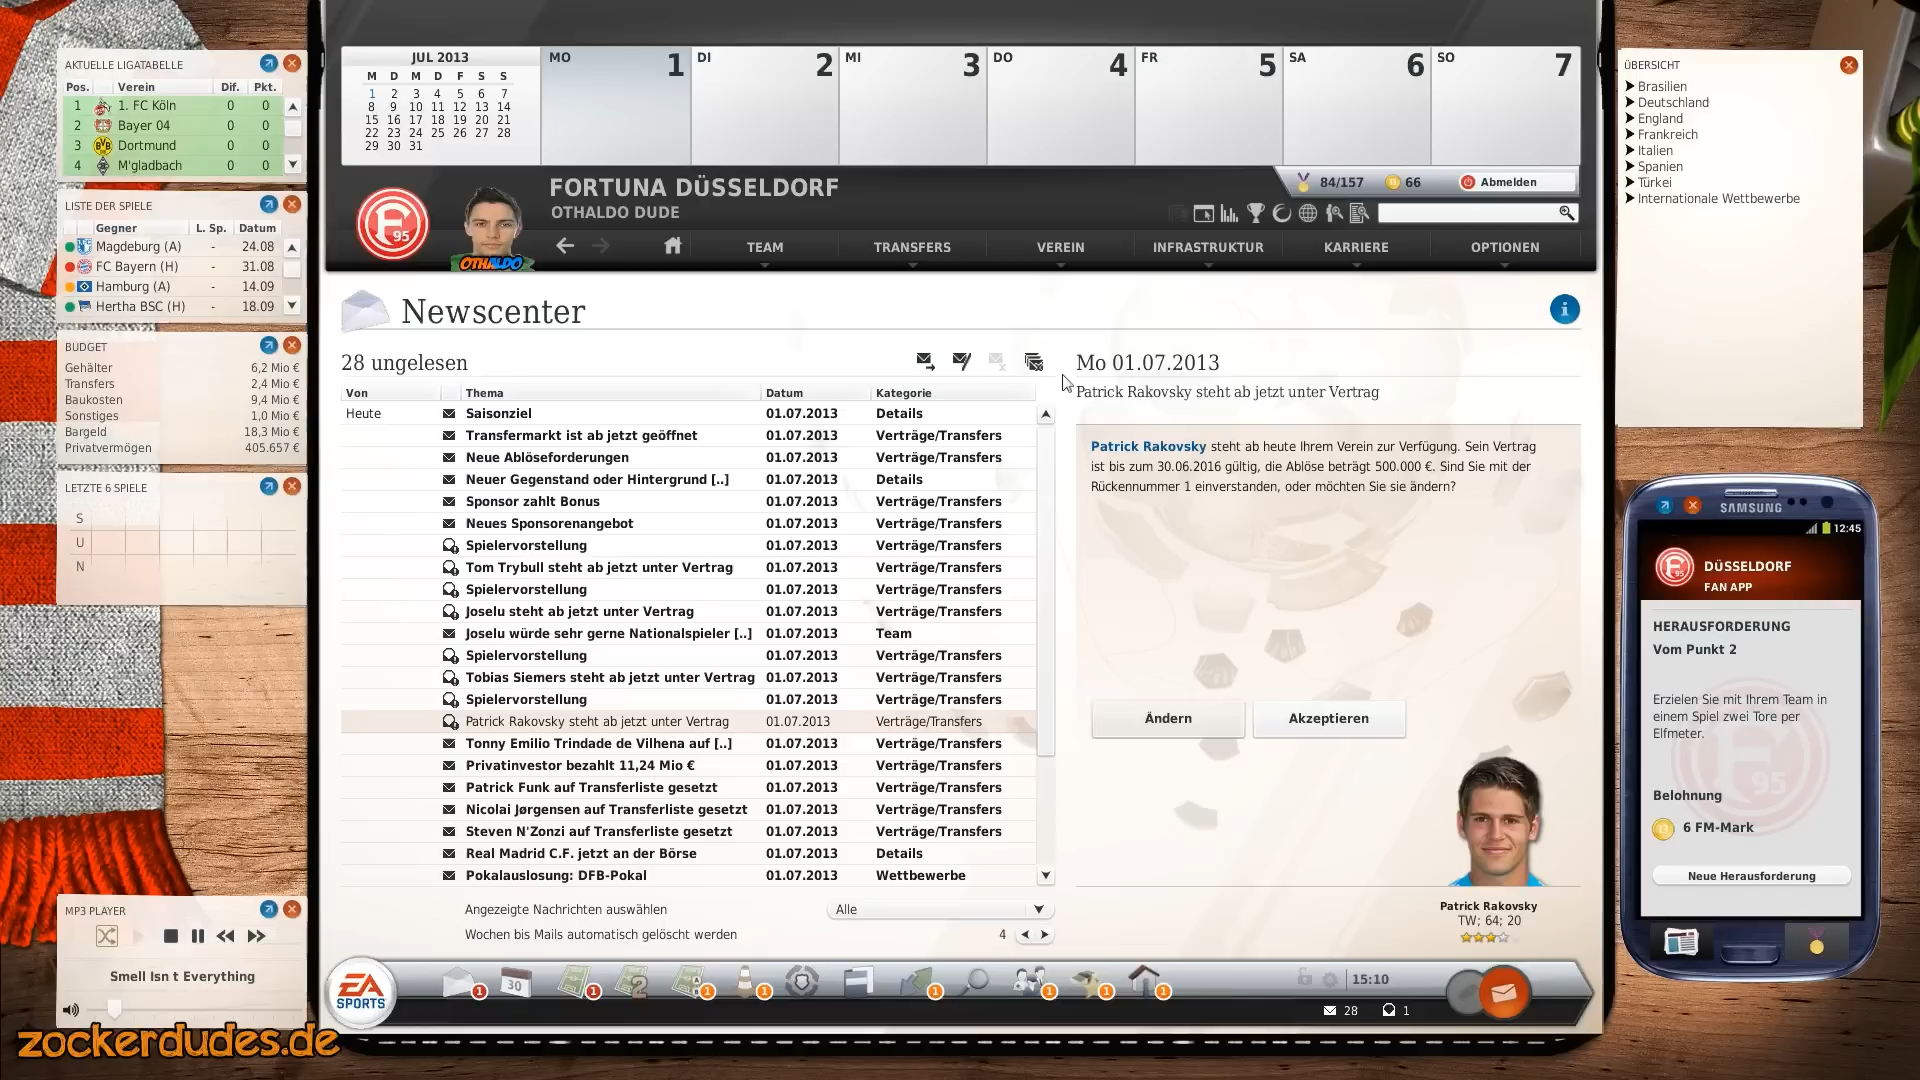 AKTUELLE LIGATABELLE
Pos. Verein Dif. Pkt.
1 1. FC Köln 0 0
2 Bayer 04 0 0
3 Dortmund 0 0
4 M'gladbach 0 0
LISTE DER SPIELE
Gegner L. Sp. Datum
Magdeburg (A) - 24.08
FC Bayern (H) - 31.08
Hamburg (A) - 14.09
Hertha BSC (H) - 18.09
BUDGET
Gehälter 6,2 Mio €
Transfers 2,4 Mio €
Baukosten 9,4 Mio €
Sonstiges 1,0 Mio €
Bargeld 18,3 Mio €
Privatvermögen 405.657 €
LETZTE 6 SPIELE
S
U
N
MP3 PLAYER
Smell Isn t Everything
zockerdudes.de
JUL 2013
M D M D F S S
1 2 3 4 5 6 7
8 9 10 11 12 13 14
15 16 17 18 19 20 21
22 23 24 25 26 27 28
29 30 31
MO 1 DI 2 MI 3 DO 4 FR 5 SA 6 SO 7
FORTUNA DÜSSELDORF
OTHALDO DUDE
84/157 66 Abmelden
F 95
OTHALDO
TEAM TRANSFERS VEREIN INFRASTRUKTUR KARRIERE OPTIONEN
Newscenter
28 ungelesen
Von Thema Datum Kategorie
Heute Saisonziel 01.07.2013 Details
Transfermarkt ist ab jetzt geöffnet 01.07.2013 Verträge/Transfers
Neue Ablöseforderungen 01.07.2013 Verträge/Transfers
Neuer Gegenstand oder Hintergrund [..] 01.07.2013 Details
Sponsor zahlt Bonus 01.07.2013 Verträge/Transfers
Neues Sponsorenangebot 01.07.2013 Verträge/Transfers
Spielervorstellung 01.07.2013 Verträge/Transfers
Tom Trybull steht ab jetzt unter Vertrag 01.07.2013 Verträge/Transfers
Spielervorstellung 01.07.2013 Verträge/Transfers
Joselu steht ab jetzt unter Vertrag 01.07.2013 Verträge/Transfers
Joselu würde sehr gerne Nationalspieler [..] 01.07.2013 Team
Spielervorstellung 01.07.2013 Verträge/Transfers
Tobias Siemers steht ab jetzt unter Vertrag 01.07.2013 Verträge/Transfers
Spielervorstellung 01.07.2013 Verträge/Transfers
Patrick Rakovsky steht ab jetzt unter Vertrag 01.07.2013 Verträge/Transfers
Tonny Emilio Trindade de Vilhena auf [..] 01.07.2013 Verträge/Transfers
Privatinvestor bezahlt 11,24 Mio € 01.07.2013 Verträge/Transfers
Patrick Funk auf Transferliste gesetzt 01.07.2013 Verträge/Transfers
Nicolai Jørgensen auf Transferliste gesetzt 01.07.2013 Verträge/Transfers
Steven N'Zonzi auf Transferliste gesetzt 01.07.2013 Verträge/Transfers
Real Madrid C.F. jetzt an der Börse 01.07.2013 Details
Pokalauslosung: DFB-Pokal 01.07.2013 Wettbewerbe
Angezeigte Nachrichten auswählen Alle
Wochen bis Mails automatisch gelöscht werden 4
Mo 01.07.2013
Patrick Rakovsky steht ab jetzt unter Vertrag
Patrick Rakovsky steht ab heute Ihrem Verein zur Verfügung. Sein Vertrag
ist bis zum 30.06.2016 gültig, die Ablöse beträgt 500.000 €. Sind Sie mit der
Rückennummer 1 einverstanden, oder möchten Sie sie ändern?
Ändern Akzeptieren
Patrick Rakovsky
TW; 64; 20
EA SPORTS
1 30 1 2 1 1 1 1 1 1
15:10
28 1
ÜBERSICHT
Brasilien
Deutschland
England
Frankreich
Italien
Spanien
Türkei
Internationale Wettbewerbe
SAMSUNG
12:45
F 95
DÜSSELDORF
FAN APP
HERAUSFORDERUNG
Vom Punkt 2
Erzielen Sie mit Ihrem Team in
einem Spiel zwei Tore per
Elfmeter.
Belohnung
6 FM-Mark
Neue Herausforderung